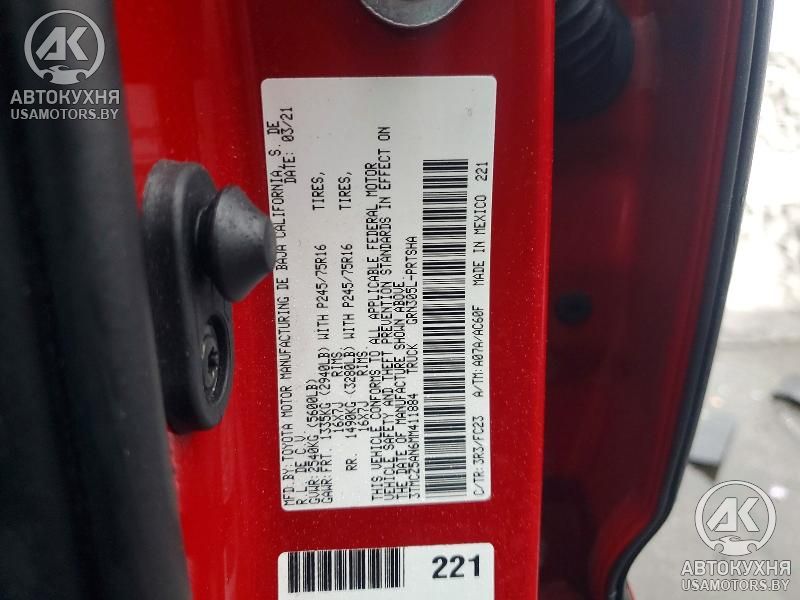 АВТОКУХНЯ
USAMOTORS.BY
MFD.BY:TOYOTA MOTOR MANUFACTURING DE BAJA CALIFORNIA, S. DE
R. L. DE C.V. DATE: 03/21
GVWR:2540KG (5600LB)
GAWR:FRT. 1335KG (2940LB) WITH P245/75R16 TIRES,
16X7J RIMS,
RR. 1490KG (3280LB) WITH P245/75R16 TIRES,
16X7J RIMS.
THIS VEHICLE CONFORMS TO ALL APPLICABLE FEDERAL MOTOR
VEHICLE SAFETY AND THEFT PREVENTION STANDARDS IN EFFECT ON
THE DATE OF MANUFACTURE SHOWN ABOVE.
3TMCZ5AN6MM411884 TRUCK GRN305L-PRTSHA
C/TR:3R3/FC23 A/TM:A07A/AC60F MADE IN MEXICO 221
221
АВТОКУХНЯ
USAMOTORS.BY